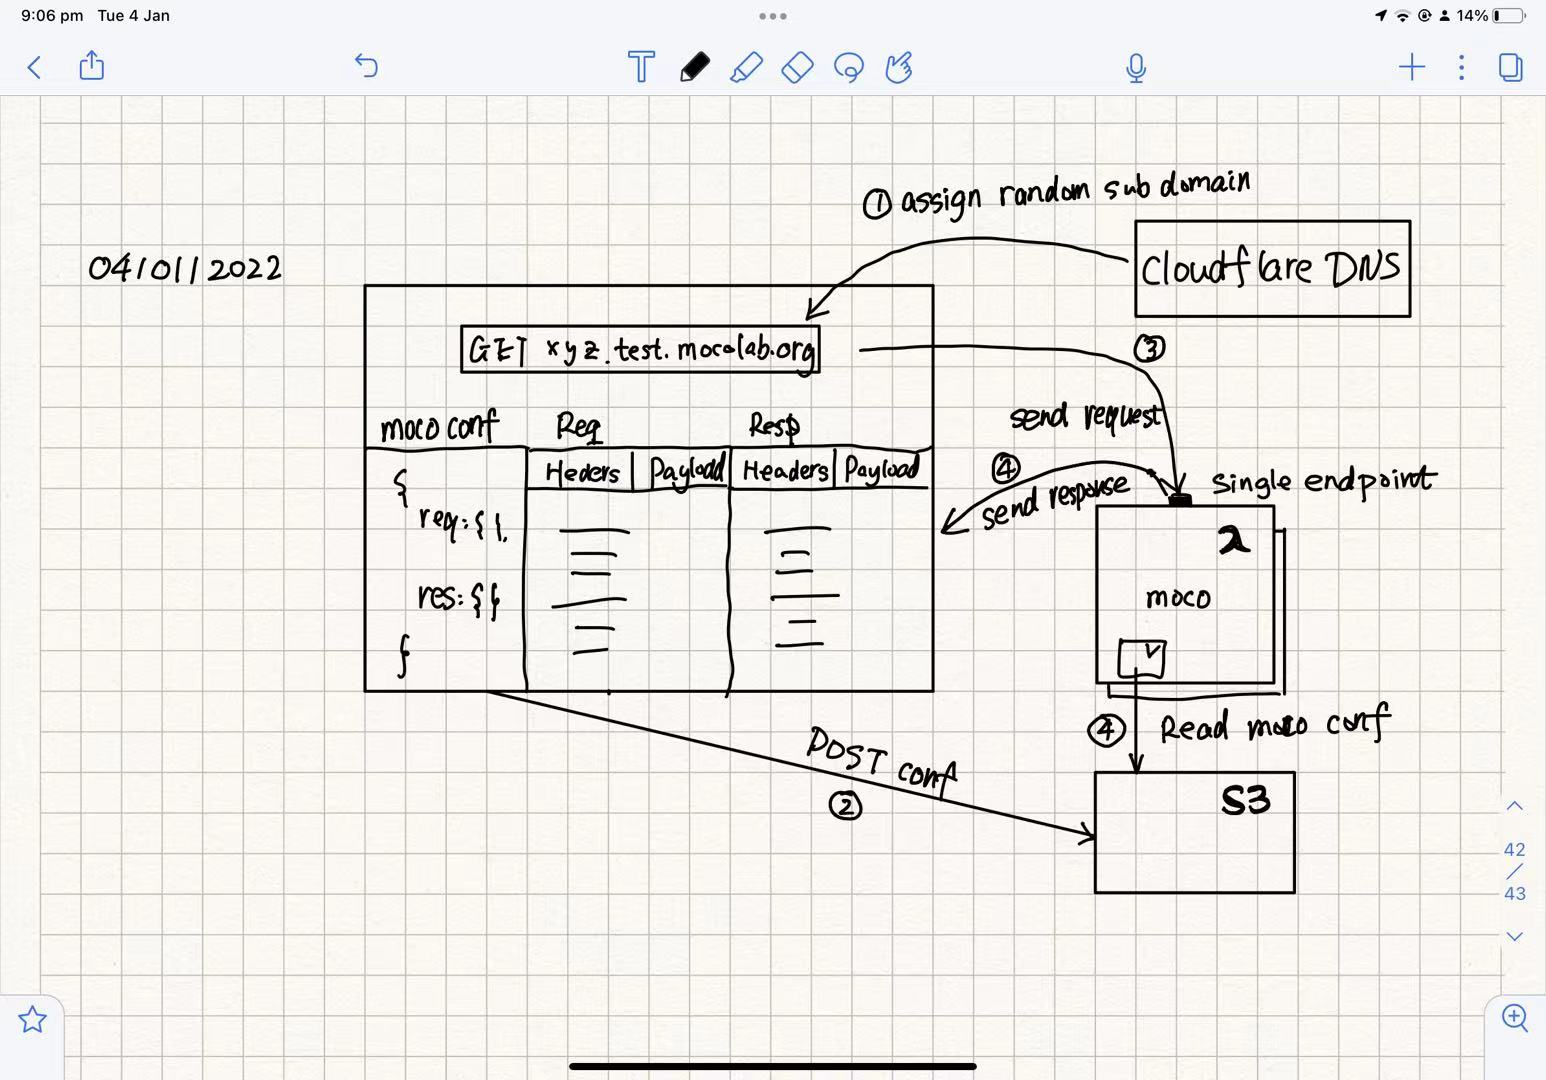 9:06 pm Tue 4 Jan
14%
① assign random sub domain
Cloudflare DNS
04/01/2022
GET xyz.test.mocolab.org
③
send request
moco conf Req Resp
Heders Payload Headers Payload
④
send response
Single endpoint
{
req: {},
res: {}
}
λ
moco
④ Read moco conf
POST conf
②
S3
42
/
43